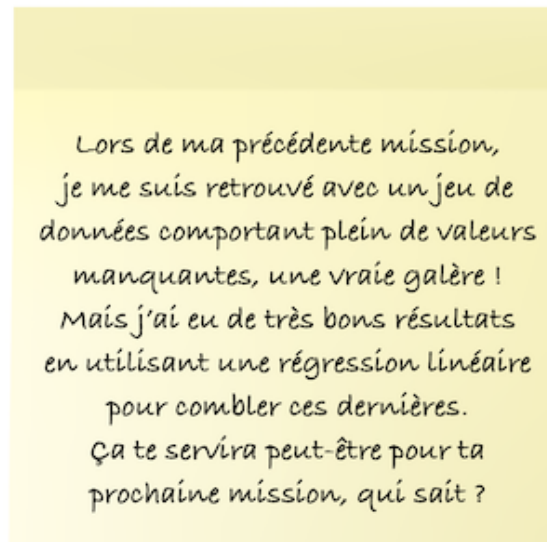 Lors de ma précédente mission,
je me suis retrouvé avec un jeu de
données comportant plein de valeurs
manquantes, une vraie galère !
Mais j'ai eu de très bons résultats
en utilisant une régression linéaire
pour combler ces dernières.
Ça te servira peut-être pour ta
prochaine mission, qui sait ?